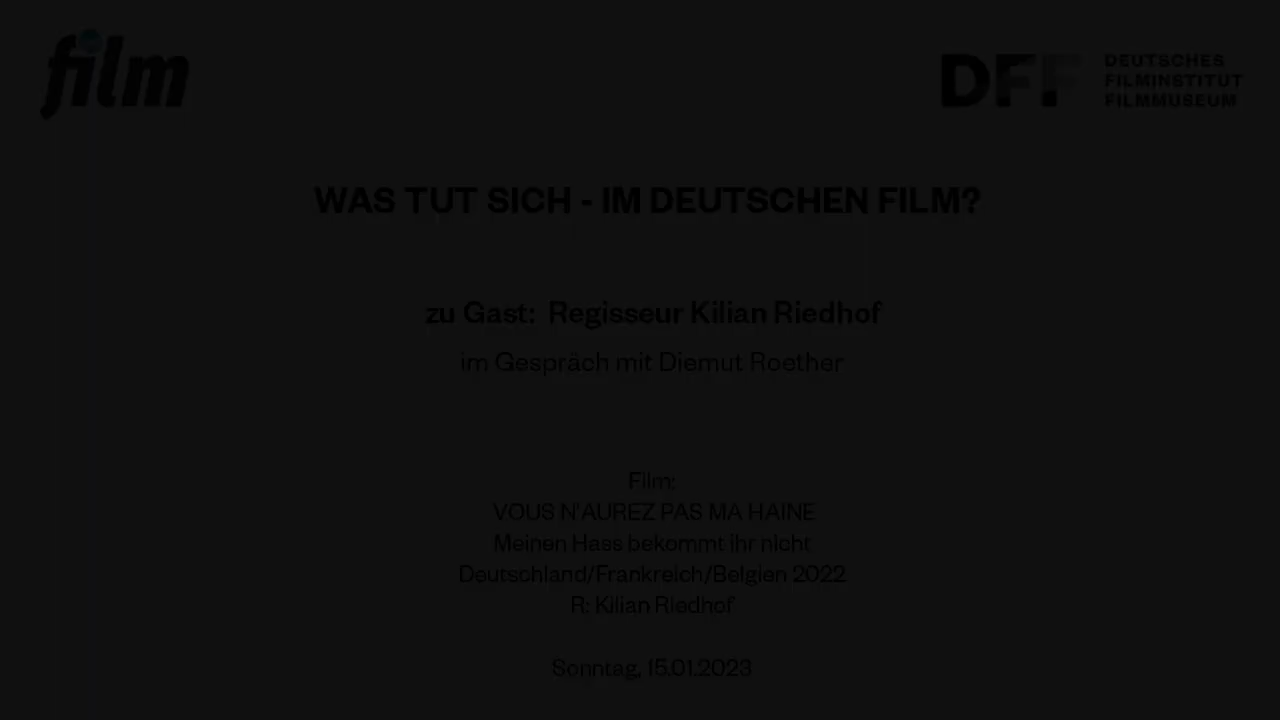 film
DFF DEUTSCHES
FILMINSTITUT
FILMMUSEUM
WAS TUT SICH - IM DEUTSCHEN FILM?
zu Gast: Regisseur Kilian Riedhof
im Gespräch mit Diemut Roether
Film:
VOUS N'AUREZ PAS MA HAINE
Meinen Hass bekommt ihr nicht
Deutschland/Frankreich/Belgien 2022
R: Kilian Riedhof
Sonntag, 15.01.2023